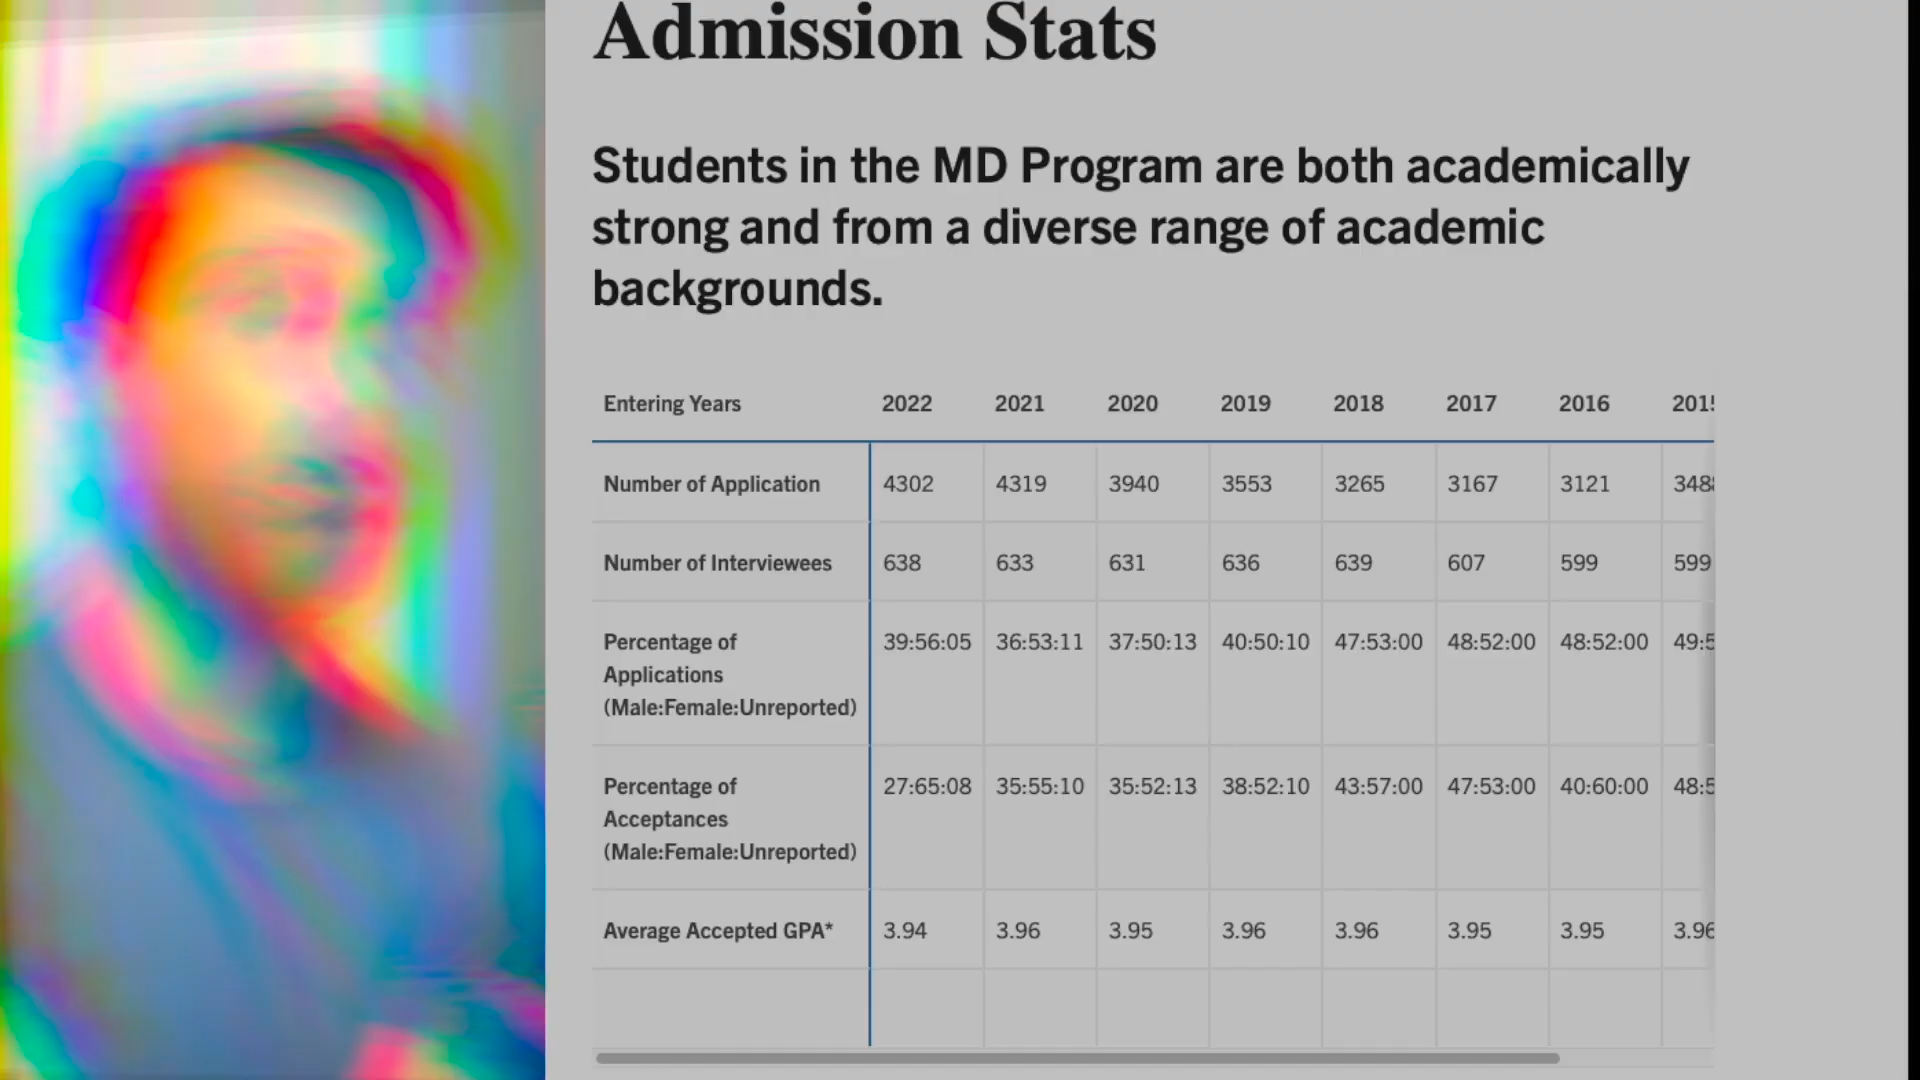 Admission Stats
Students in the MD Program are both academically
strong and from a diverse range of academic
backgrounds.
Entering Years 2022 2021 2020 2019 2018 2017 2016
Number of Application 4302 4319 3940 3553 3265 3167 3121
Number of Interviewees 638 633 631 636 639 607 599 599
Percentage of
Applications
(Male:Female:Unreported) 39:56:05 36:53:11 37:50:13 40:50:10 47:53:00 48:52:00 48:52:00
Percentage of
Acceptances
(Male:Female:Unreported) 27:65:08 35:55:10 35:52:13 38:52:10 43:57:00 47:53:00 40:60:00
Average Accepted GPA* 3.94 3.96 3.95 3.96 3.96 3.95 3.95 3.96